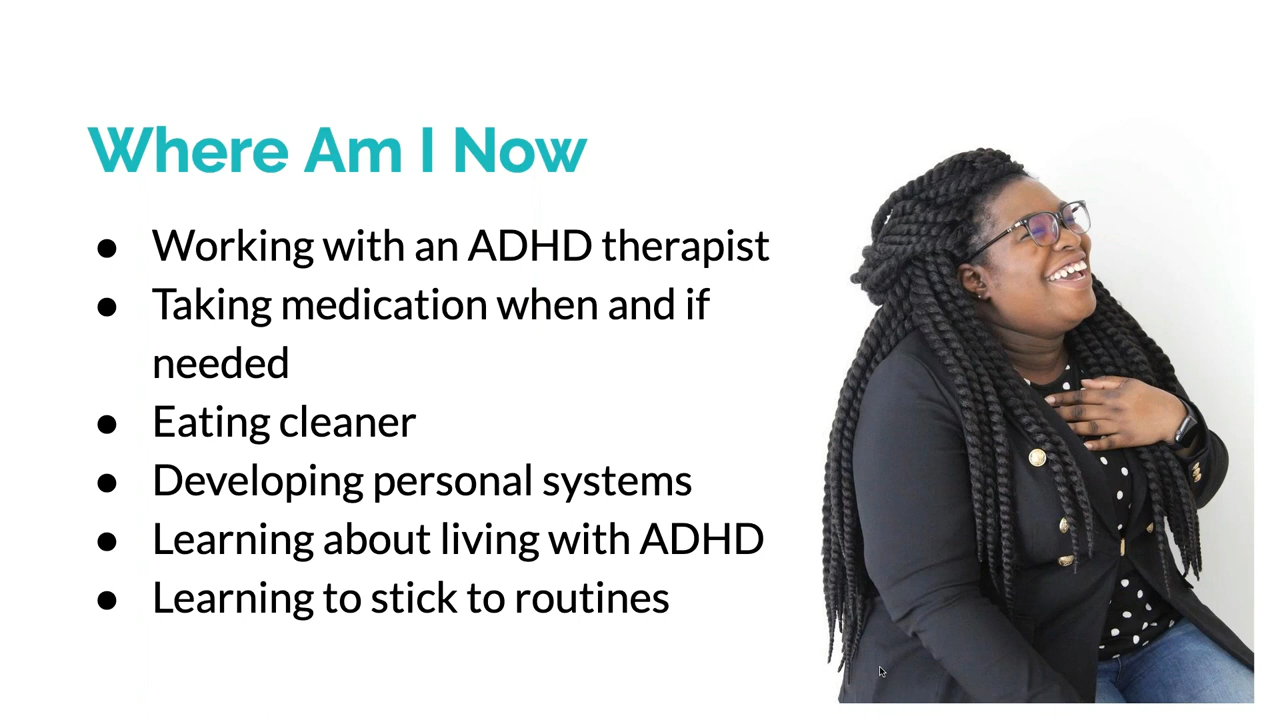 Where Am I Now
● Working with an ADHD therapist
● Taking medication when and if
needed
● Eating cleaner
● Developing personal systems
● Learning about living with ADHD
● Learning to stick to routines